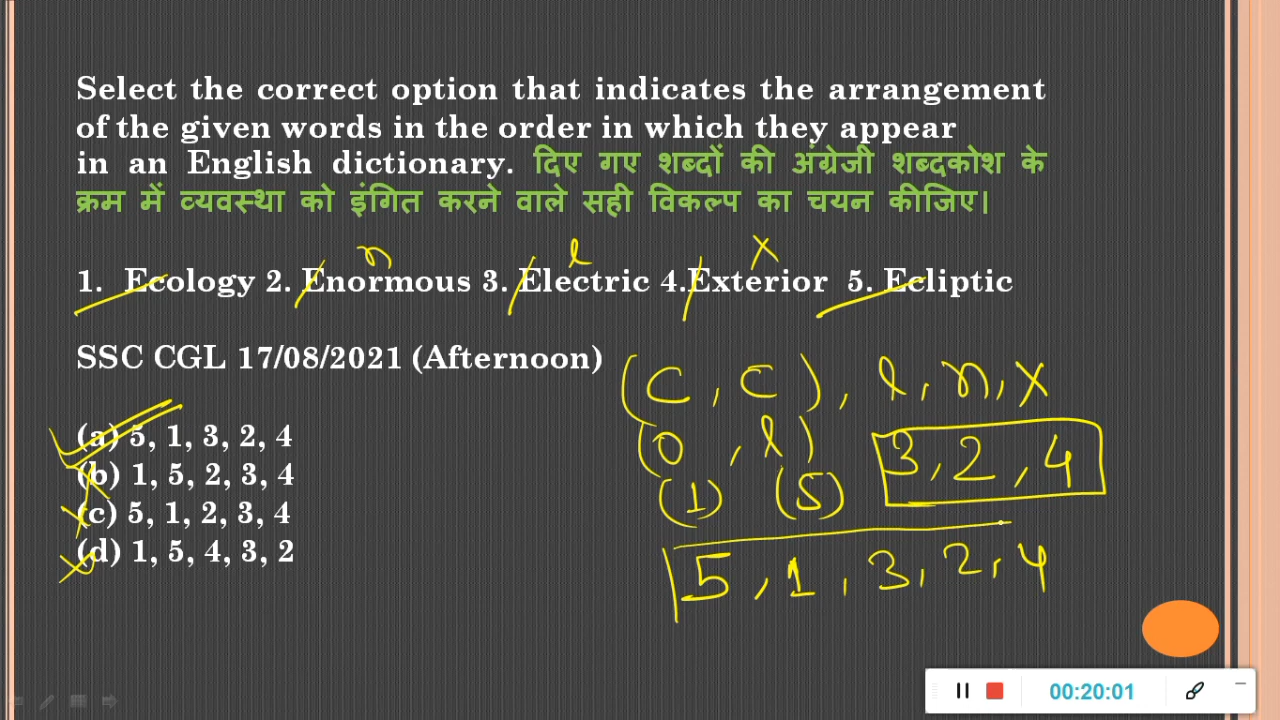 Select the correct option that indicates the arrangement
of the given words in the order in which they appear
in an English dictionary. दिए गए शब्दों की अंग्रेजी शब्दकोश के
क्रम में व्यवस्था को इंगित करने वाले सही विकल्प का चयन कीजिए।
n l x
1. Ecology 2. Enormous 3. Electric 4.Exterior 5. Ecliptic
SSC CGL 17/08/2021 (Afternoon)
(C, C), l, n, x
(a) 5, 1, 3, 2, 4
(o, l)
3, 2, 4
(b) 1, 5, 2, 3, 4
(1) (5)
(c) 5, 1, 2, 3, 4
(d) 1, 5, 4, 3, 2
5, 1, 3, 2, 4
00:20:01